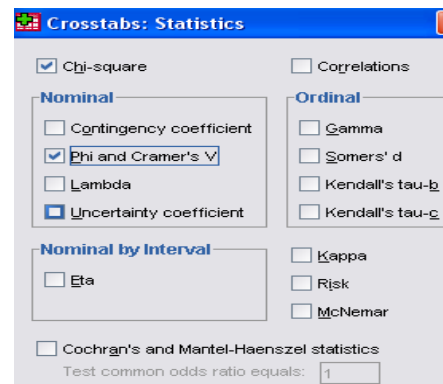 Crosstabs: Statistics
Chi-square
Correlations
Nominal
Contingency coefficient
Phi and Cramer's V
Lambda
Uncertainty coefficient
Ordinal
Gamma
Somers' d
Kendall's tau-b
Kendall's tau-c
Nominal by Interval
Eta
Kappa
Risk
McNemar
Cochran's and Mantel-Haenszel statistics
Test common odds ratio equals: 1